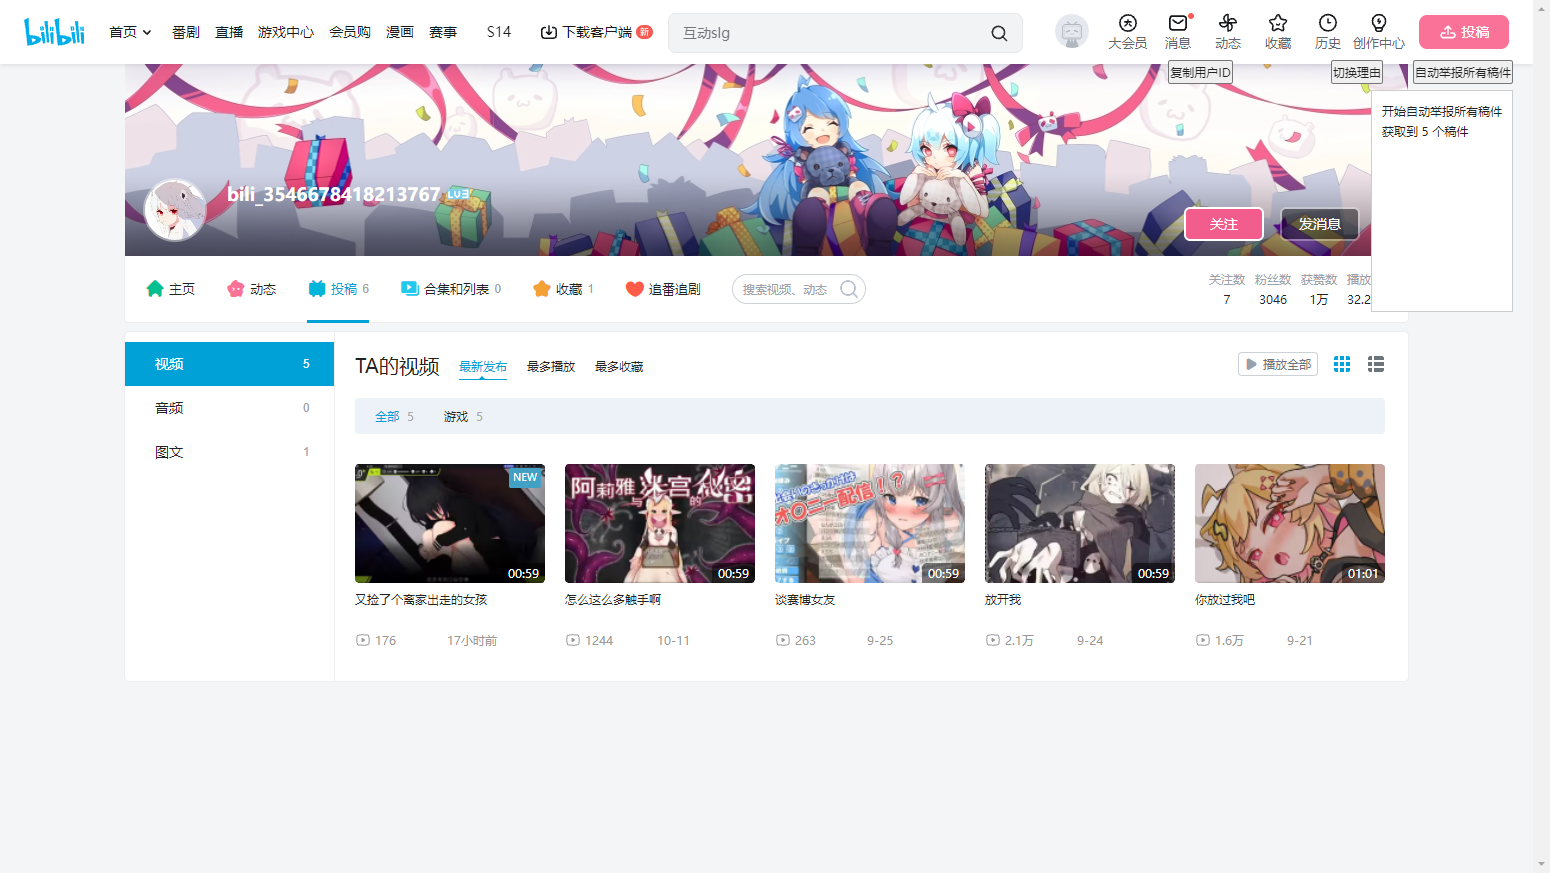 bilibili
首页
番剧
直播
游戏中心
会员购
漫画
赛事
S14
下载客户端
新
互动slg
大会员
消息
动态
收藏
历史
创作中心
投稿
复制用户ID
切换理由
自动举报所有稿件
开始自动举报所有稿件
获取到 5 个稿件
bili_3546678418213767 LV3
关注
发消息
主页
动态
投稿 6
合集和列表 0
收藏 1
追番追剧
搜索视频、动态
关注数
7
粉丝数
3046
获赞数
1万
播放
32.2
视频 5
音频 0
图文 1
TA的视频
最新发布
最多播放
最多收藏
播放全部
全部 5
游戏 5
NEW
00:59
又捡了个离家出走的女孩
176
17小时前
阿莉雅与迷宫的秘密
00:59
怎么这么多触手啊
1244
10-11
オ〇ニー配信！？
00:59
谈赛博女友
263
9-25
00:59
放开我
2.1万
9-24
01:01
你放过我吧
1.6万
9-21